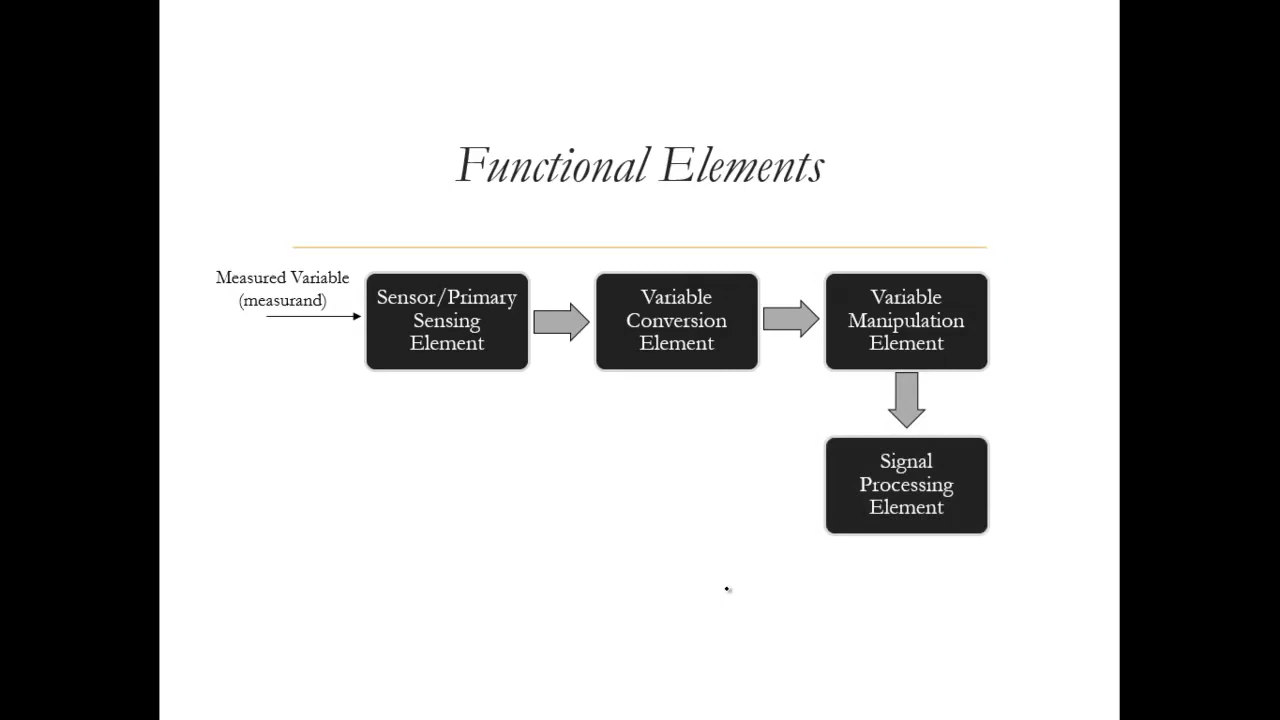 Functional Elements
Measured Variable
(measurand)
Sensor/Primary
Sensing
Element
Variable
Conversion
Element
Variable
Manipulation
Element
Signal
Processing
Element